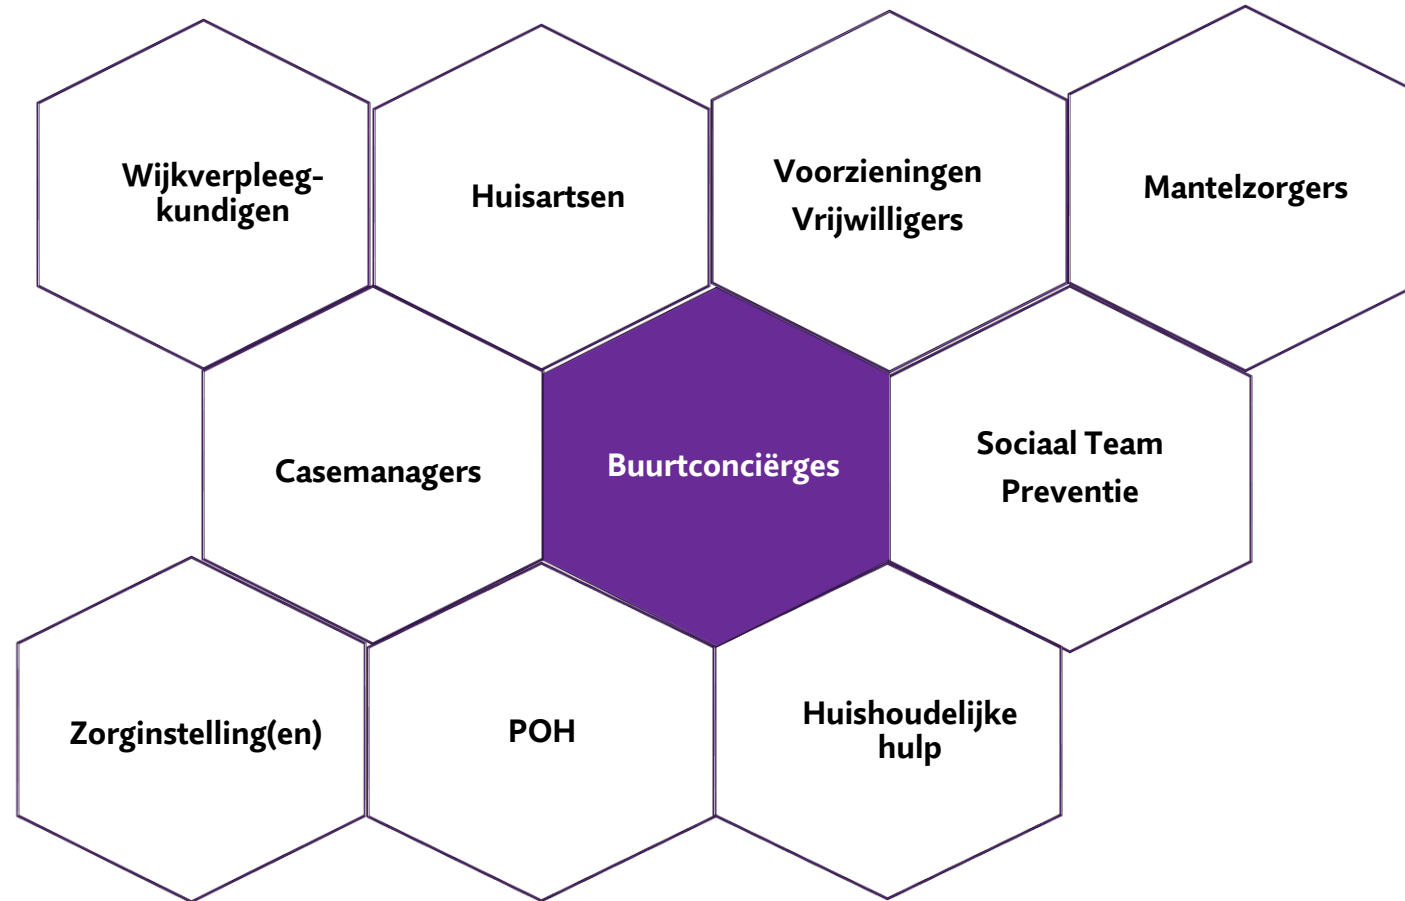 Wijkverpleeg-
kundigen
Huisartsen
Voorzieningen
Vrijwilligers
Mantelzorgers
Casemanagers
Buurtconciërges
Sociaal Team
Preventie
Zorginstelling(en)
POH
Huishoudelijke
hulp